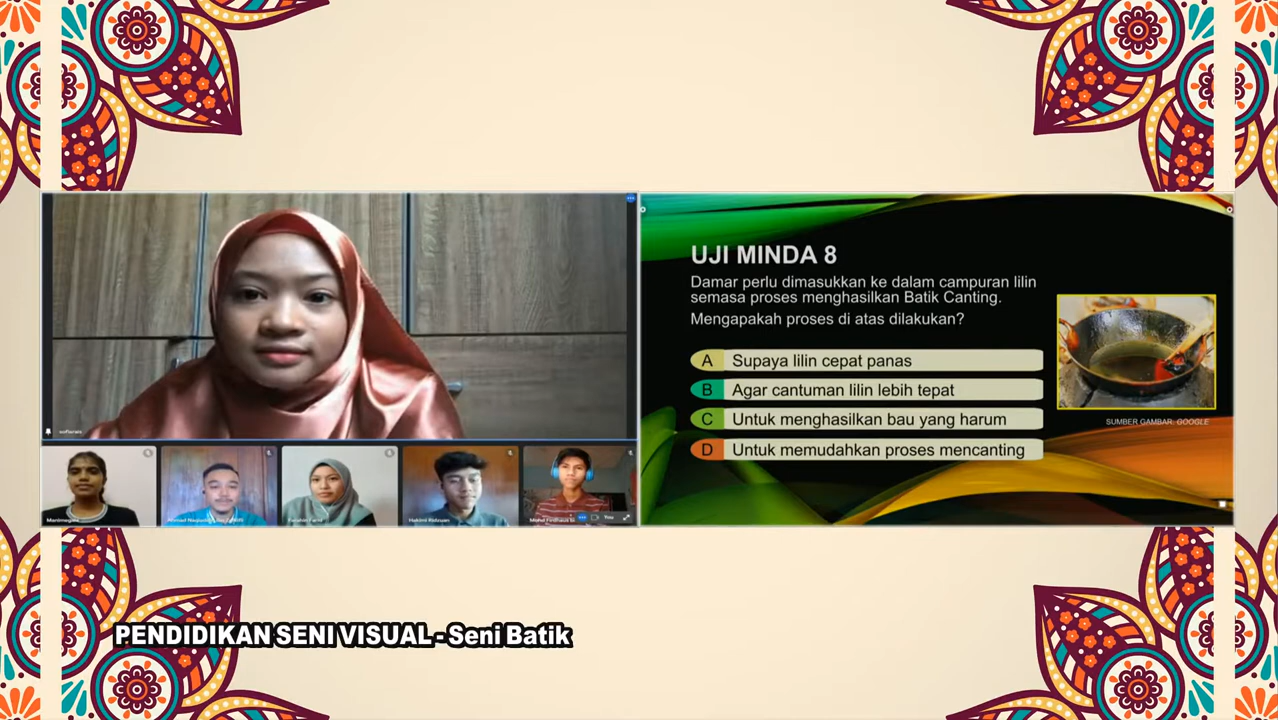 UJI MINDA 8
Damar perlu dimasukkan ke dalam campuran lilin
semasa proses menghasilkan Batik Canting.
Mengapakah proses di atas dilakukan?
A Supaya lilin cepat panas
B Agar cantuman lilin lebih tepat
C Untuk menghasilkan bau yang harum
D Untuk memudahkan proses mencanting
SUMBER GAMBAR: GOOGLE
You
PENDIDIKAN SENI VISUAL - Seni Batik